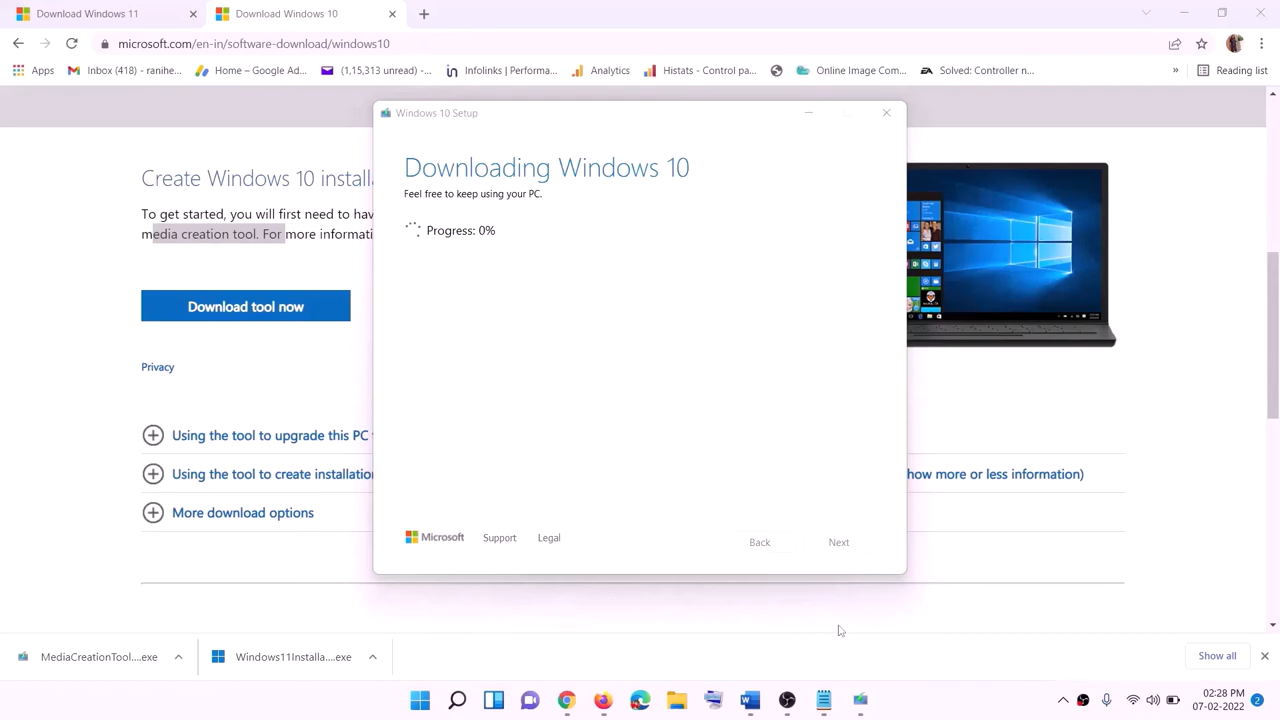 Download Windows 11
Download Windows 10
microsoft.com/en-in/software-download/windows10
Apps
Inbox (418) - ranihe...
Home – Google Ad...
(1,15,313 unread) -...
Infolinks | Performa...
Analytics
Histats - Control pa...
Online Image Com...
Solved: Controller n...
»
Reading list
Windows 10 Setup
Downloading Windows 10
Feel free to keep using your PC.
Progress: 0%
Microsoft
Support
Legal
Back
Next
Create Windows 10 installa
To get started, you will first need to hav
media creation tool. For more informati
Download tool now
Privacy
Using the tool to upgrade this PC
Using the tool to create installation
how more or less information)
More download options
MediaCreationTool....exe
Windows11Installa....exe
Show all
02:28 PM
07-02-2022
2